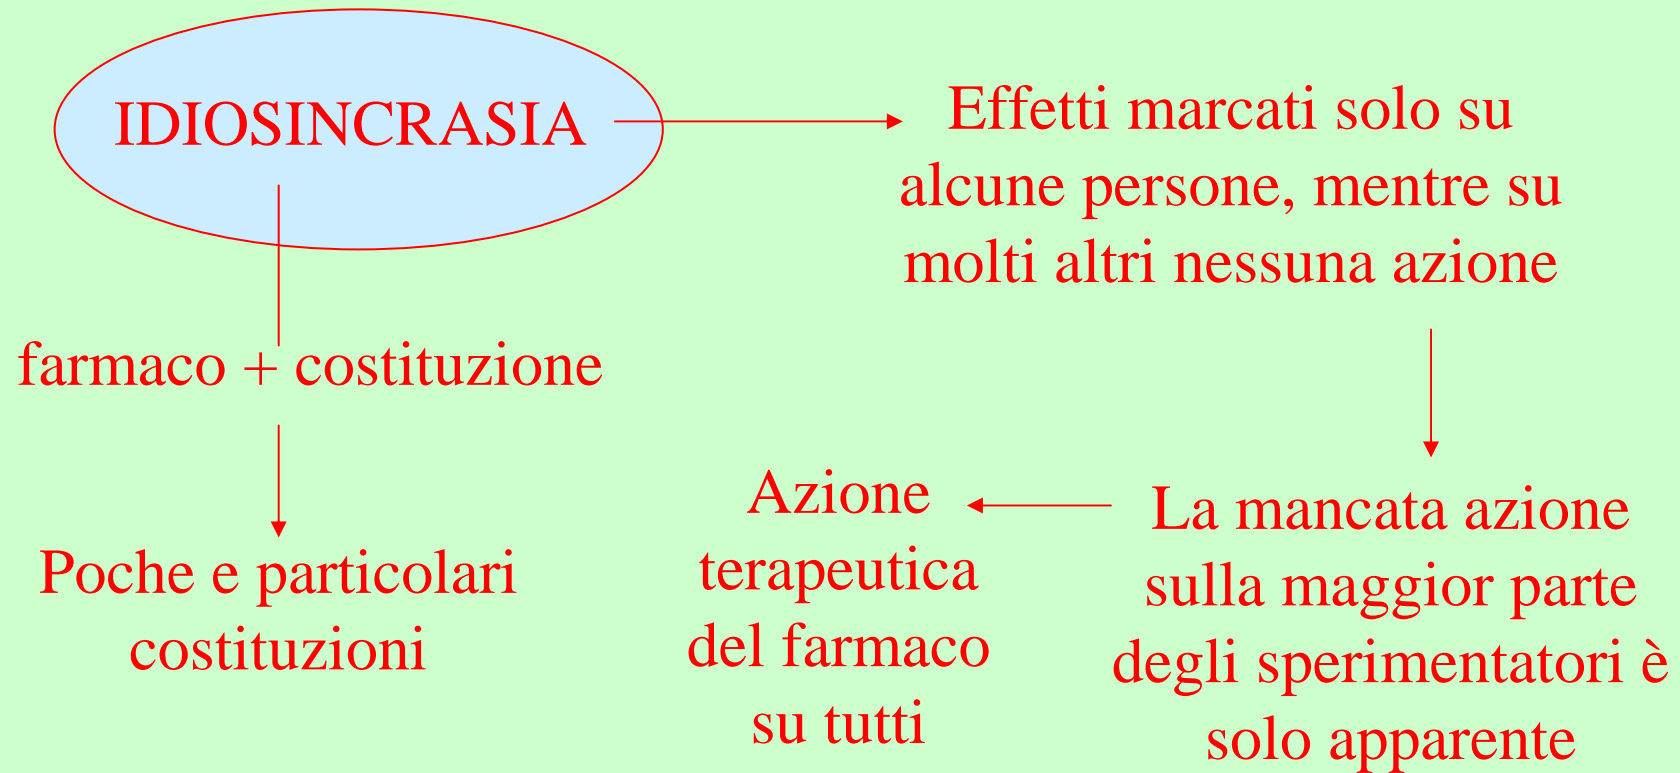 IDIOSINCRASIA
Effetti marcati solo su
alcune persone, mentre su
molti altri nessuna azione
farmaco + costituzione
Poche e particolari
costituzioni
La mancata azione
sulla maggior parte
degli sperimentatori è
solo apparente
Azione
terapeutica
del farmaco
su tutti